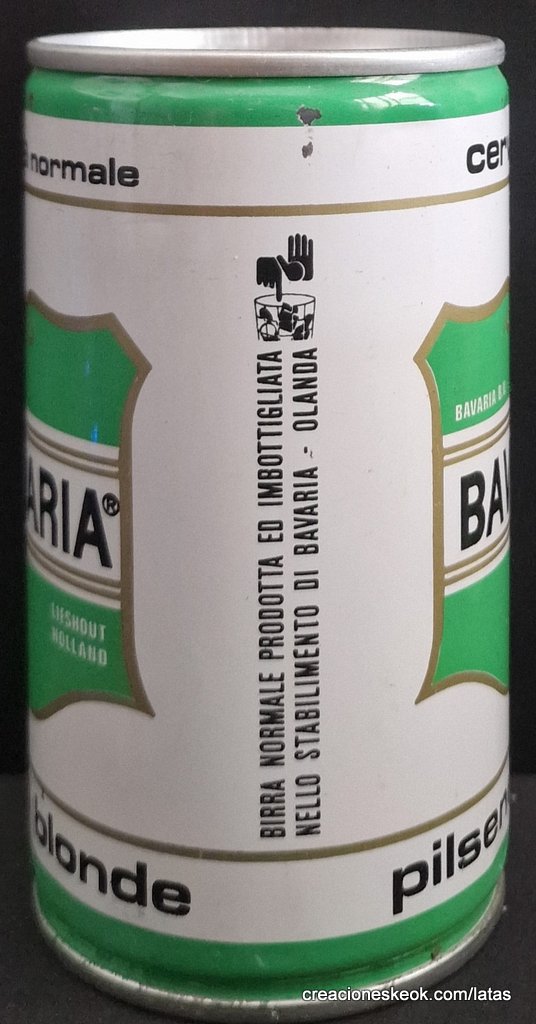 normale
BIRRA NORMALE PRODOTTA ED IMBOTTIGLIATA
NELLO STABILIMENTO DI BAVARIA - OLANDA
ARIA®
LIESHOUT
HOLLAND
blonde
cer
BAVARIA B.
BAV
pilsen
creacioneskeok.com/latas